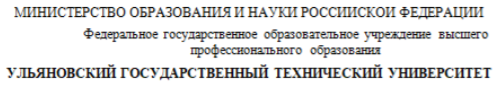 МИНИСТЕРСТВО ОБРАЗОВАНИЯ И НАУКИ РОССИЙСКОЙ ФЕДЕРАЦИИ
Федеральное государственное образовательное учреждение высшего
профессионального образования
УЛЬЯНОВСКИЙ ГОСУДАРСТВЕННЫЙ ТЕХНИЧЕСКИЙ УНИВЕРСИТЕТ